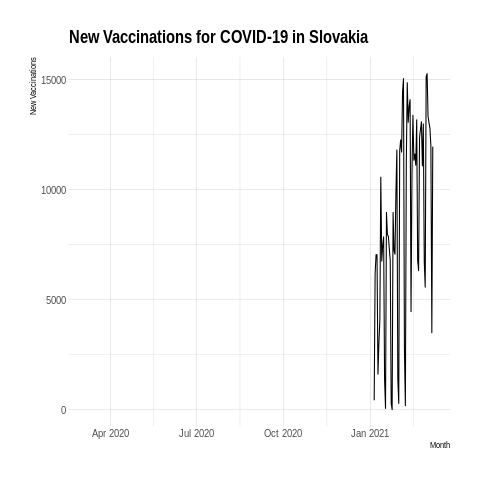 New Vaccinations for COVID-19 in Slovakia
New Vaccinations
15000
10000
5000
0
Apr 2020
Jul 2020
Oct 2020
Jan 2021
Month